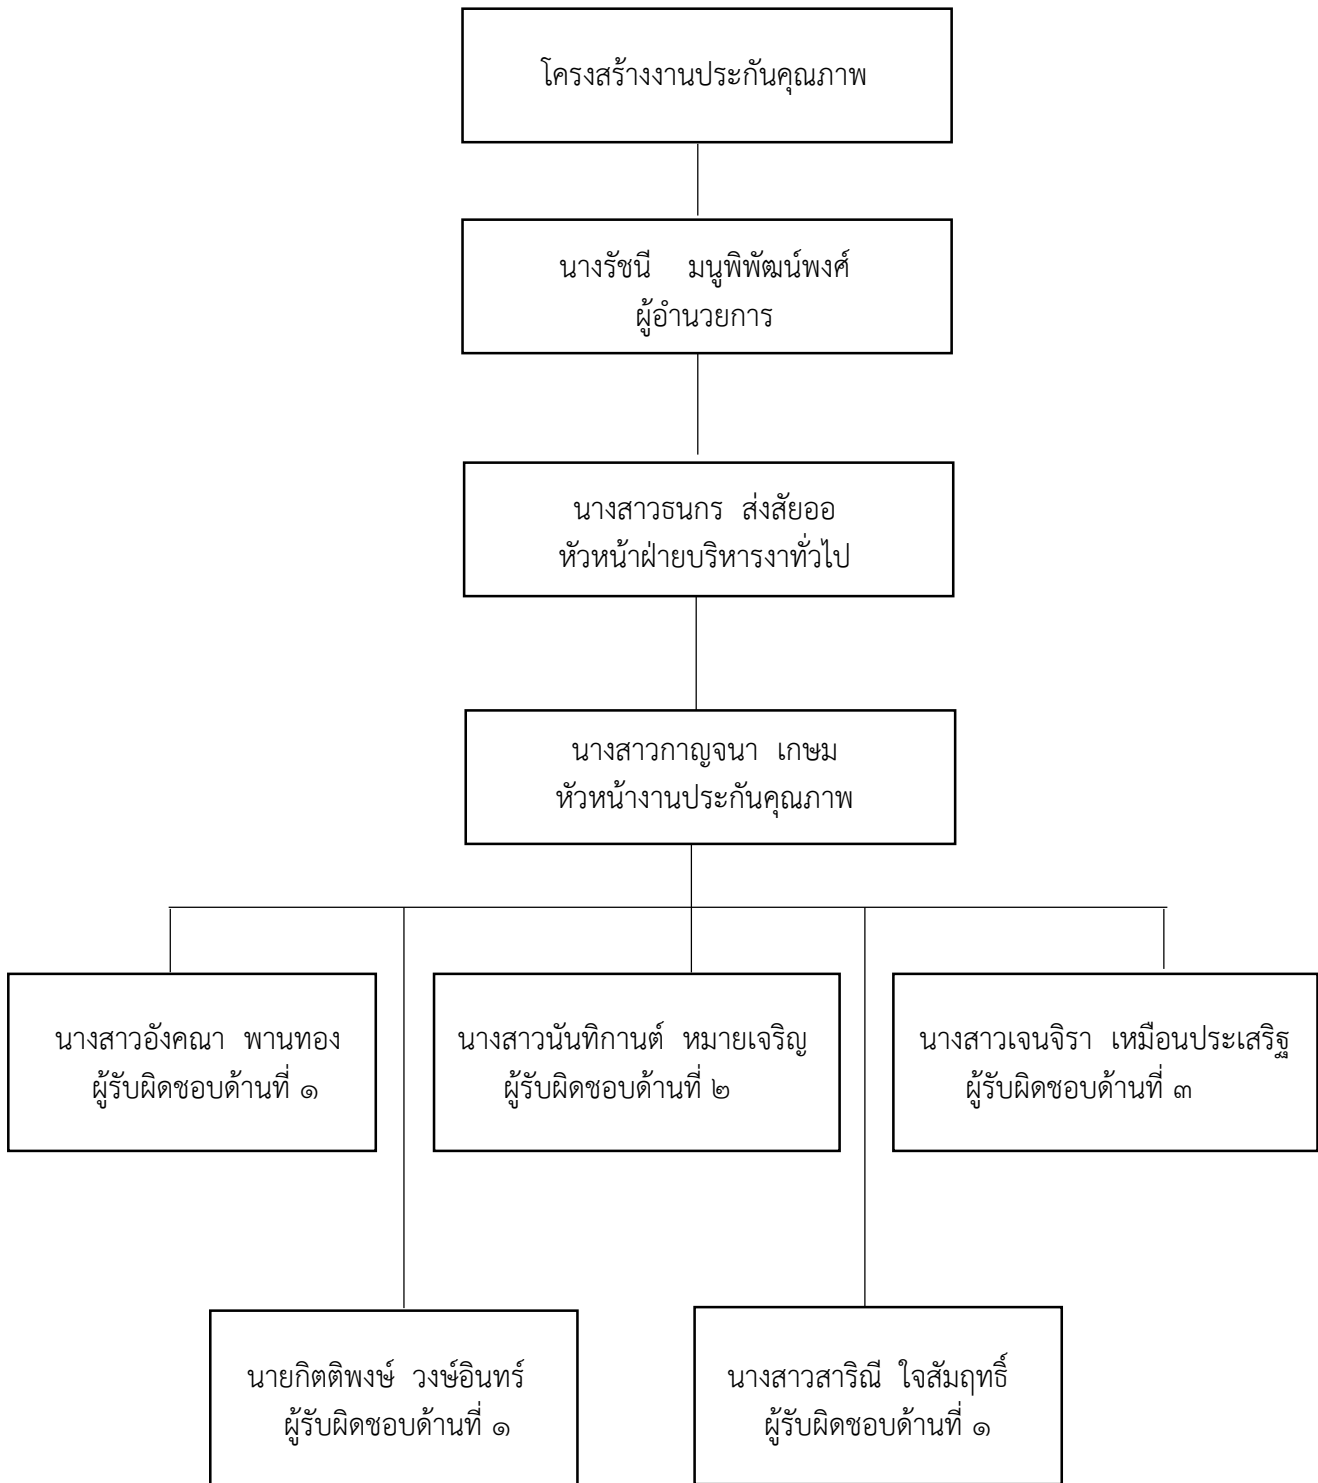 โครงสร้างงานประกันคุณภาพ
นางรัชนี มนูพิพัฒน์พงศ์
ผู้อำนวยการ
นางสาวธนกร ส่งสัยออ
หัวหน้าฝ่ายบริหารงาทั่วไป
นางสาวกาญจนา เกษม
หัวหน้างานประกันคุณภาพ
นางสาวอังคณา พานทอง
ผู้รับผิดชอบด้านที่ ๑
นางสาวนันทิกานต์ หมายเจริญ
ผู้รับผิดชอบด้านที่ ๒
นางสาวเจนจิรา เหมือนประเสริฐ
ผู้รับผิดชอบด้านที่ ๓
นายกิตติพงษ์ วงษ์อินทร์
ผู้รับผิดชอบด้านที่ ๑
นางสาวสาริณี ใจสัมฤทธิ์
ผู้รับผิดชอบด้านที่ ๑